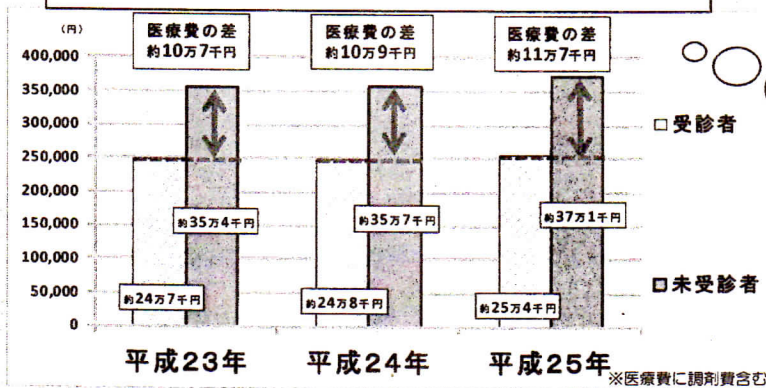 (円)
医療費の差
約10万7千円
医療費の差
約10万9千円
医療費の差
約11万7千円
400,000
350,000
300,000
250,000
200,000
150,000
100,000
50,000
0
約35万4千円
約24万7千円
約35万7千円
約24万8千円
約37万1千円
約25万4千円
□受診者
□未受診者
平成23年
平成24年
平成25年
※医療費に調剤費含む